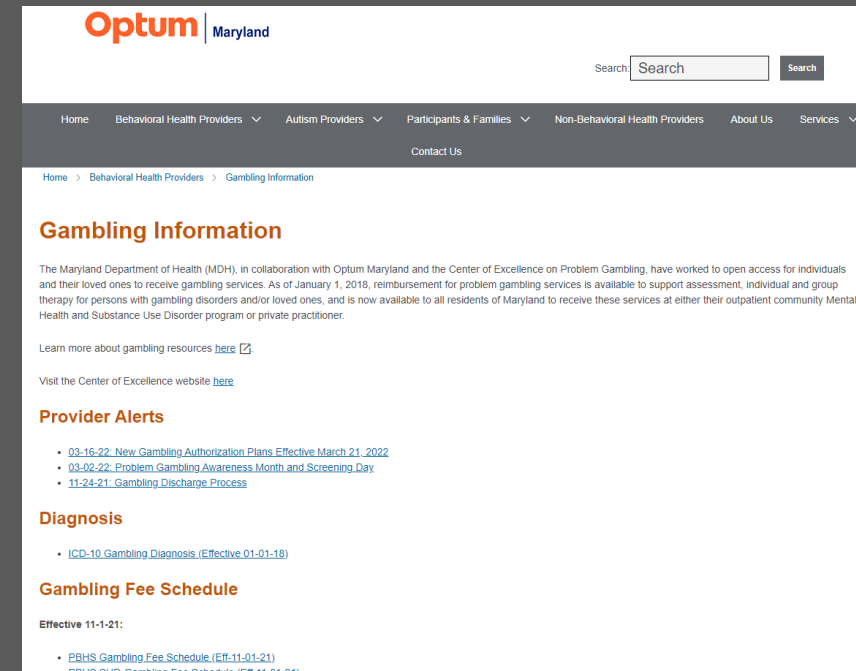 Optum Maryland
Search: Search Search
Home Behavioral Health Providers Autism Providers Participants & Families Non-Behavioral Health Providers About Us Services
Contact Us
Home > Behavioral Health Providers > Gambling Information
Gambling Information
The Maryland Department of Health (MDH), in collaboration with Optum Maryland and the Center of Excellence on Problem Gambling, have worked to open access for individuals
and their loved ones to receive gambling services. As of January 1, 2018, reimbursement for problem gambling services is available to support assessment, individual and group
therapy for persons with gambling disorders and/or loved ones, and is now available to all residents of Maryland to receive these services at either their outpatient community Mental
Health and Substance Use Disorder program or private practitioner.
Learn more about gambling resources here .
Visit the Center of Excellence website here
Provider Alerts
• 03-16-22: New Gambling Authorization Plans Effective March 21, 2022
• 03-02-22: Problem Gambling Awareness Month and Screening Day
• 11-24-21: Gambling Discharge Process
Diagnosis
• ICD-10 Gambling Diagnosis (Effective 01-01-18)
Gambling Fee Schedule
Effective 11-1-21:
• PBHS Gambling Fee Schedule (Eff-11-01-21)